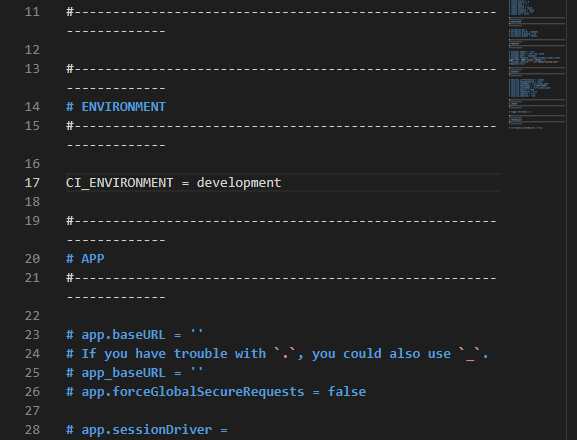 11 #------------------------------------------------------
-------------
12
13 #------------------------------------------------------
-------------
14 # ENVIRONMENT
15 #------------------------------------------------------
-------------
16
17 CI_ENVIRONMENT = development
18
19 #------------------------------------------------------
-------------
20 # APP
21 #------------------------------------------------------
-------------
22
23 # app.baseURL = ''
24 # If you have trouble with `.`, you could also use `_`.
25 # app_baseURL = ''
26 # app.forceGlobalSecureRequests = false
27
28 # app.sessionDriver =